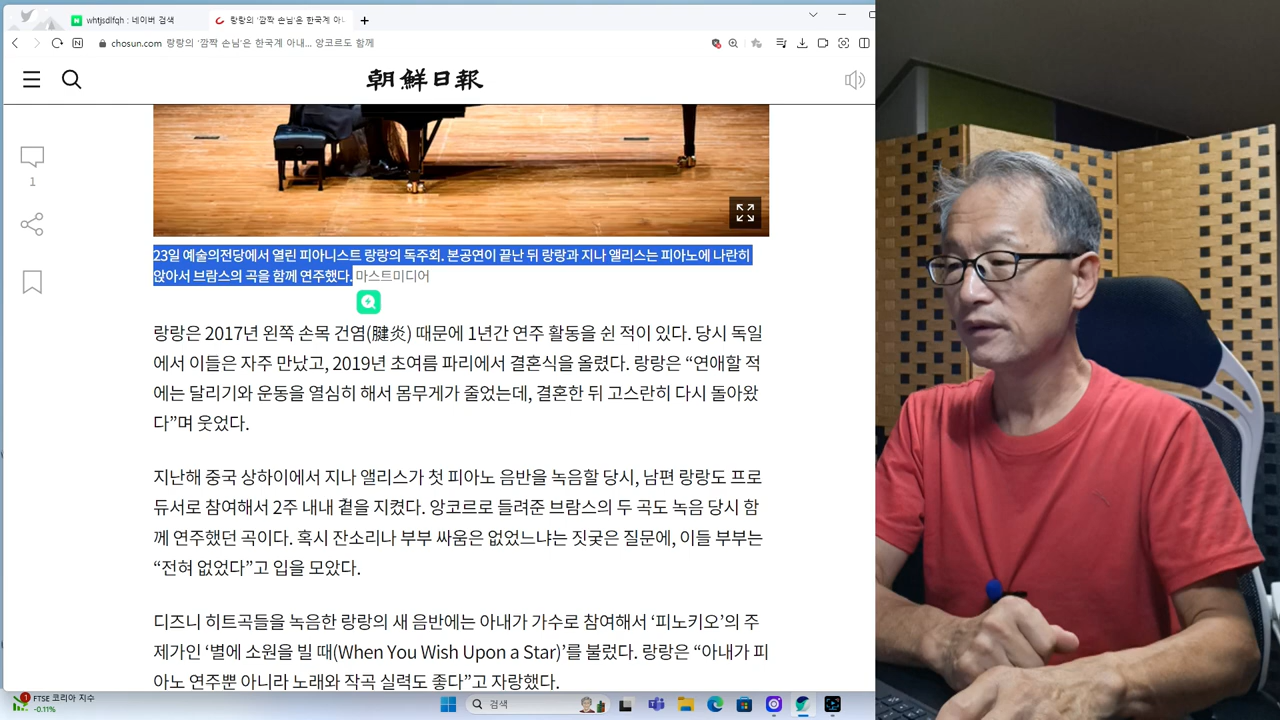 whtjsdlfqh : 네이버 검색
랑랑의 '깜짝 손님'은 한국계 아내
chosun.com 랑랑의 '깜짝 손님'은 한국계 아내... 앙코르도 함께
朝鮮日報
1
23일 예술의전당에서 열린 피아니스트 랑랑의 독주회. 본공연이 끝난 뒤 랑랑과 지나 앨리스는 피아노에 나란히
앉아서 브람스의 곡을 함께 연주했다. 마스트미디어
랑랑은 2017년 왼쪽 손목 건염(腱炎) 때문에 1년간 연주 활동을 쉰 적이 있다. 당시 독일
에서 이들은 자주 만났고, 2019년 초여름 파리에서 결혼식을 올렸다. 랑랑은 “연애할 적
에는 달리기와 운동을 열심히 해서 몸무게가 줄었는데, 결혼한 뒤 고스란히 다시 돌아왔
다”며 웃었다.
지난해 중국 상하이에서 지나 앨리스가 첫 피아노 음반을 녹음할 당시, 남편 랑랑도 프로
듀서로 참여해서 2주 내내 곁을 지켰다. 앙코르로 들려준 브람스의 두 곡도 녹음 당시 함
께 연주했던 곡이다. 혹시 잔소리나 부부 싸움은 없었느냐는 짓궂은 질문에, 이들 부부는
“전혀 없었다”고 입을 모았다.
디즈니 히트곡들을 녹음한 랑랑의 새 음반에는 아내가 가수로 참여해서 ‘피노키오’의 주
제가인 ‘별에 소원을 빌 때(When You Wish Upon a Star)’를 불렀다. 랑랑은 “아내가 피
아노 연주뿐 아니라 노래와 작곡 실력도 좋다”고 자랑했다.
1
FTSE 코리아 지수
-0.11%
검색